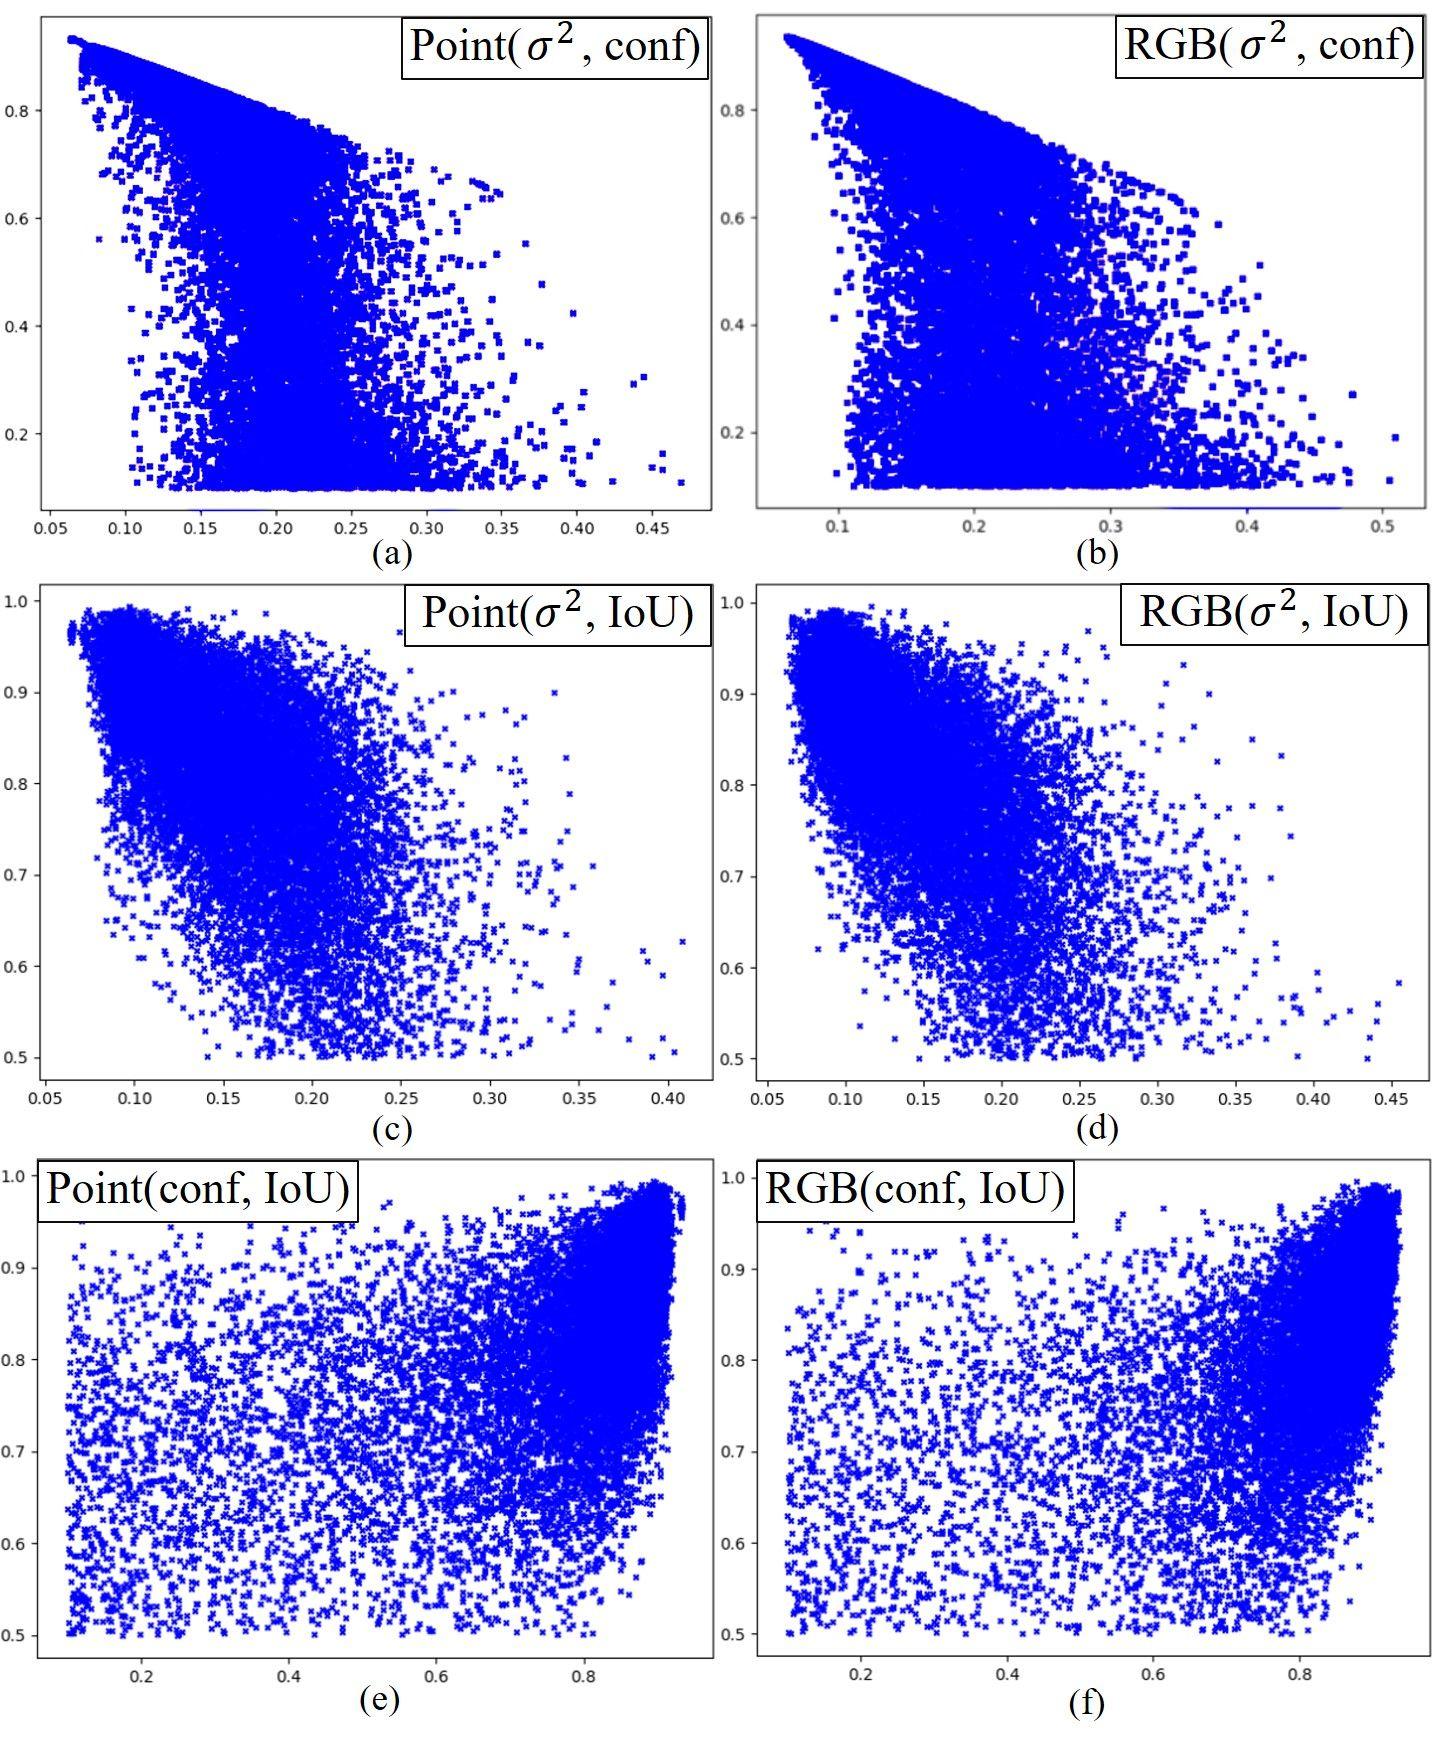 Point(σ², conf)
0.8
0.6
0.4
0.2
0.05 0.10 0.15 0.20 0.25 0.30 0.35 0.40 0.45
(a)
RGB(σ², conf)
0.8
0.6
0.4
0.2
0.1 0.2 0.3 0.4 0.5
(b)
Point(σ², IoU)
1.0
0.9
0.8
0.7
0.6
0.5
0.05 0.10 0.15 0.20 0.25 0.30 0.35 0.40
(c)
RGB(σ², IoU)
1.0
0.9
0.8
0.7
0.6
0.5
0.05 0.10 0.15 0.20 0.25 0.30 0.35 0.40 0.45
(d)
Point(conf, IoU)
1.0
0.9
0.8
0.7
0.6
0.5
0.2 0.4 0.6 0.8
(e)
RGB(conf, IoU)
1.0
0.9
0.8
0.7
0.6
0.5
0.2 0.4 0.6 0.8
(f)